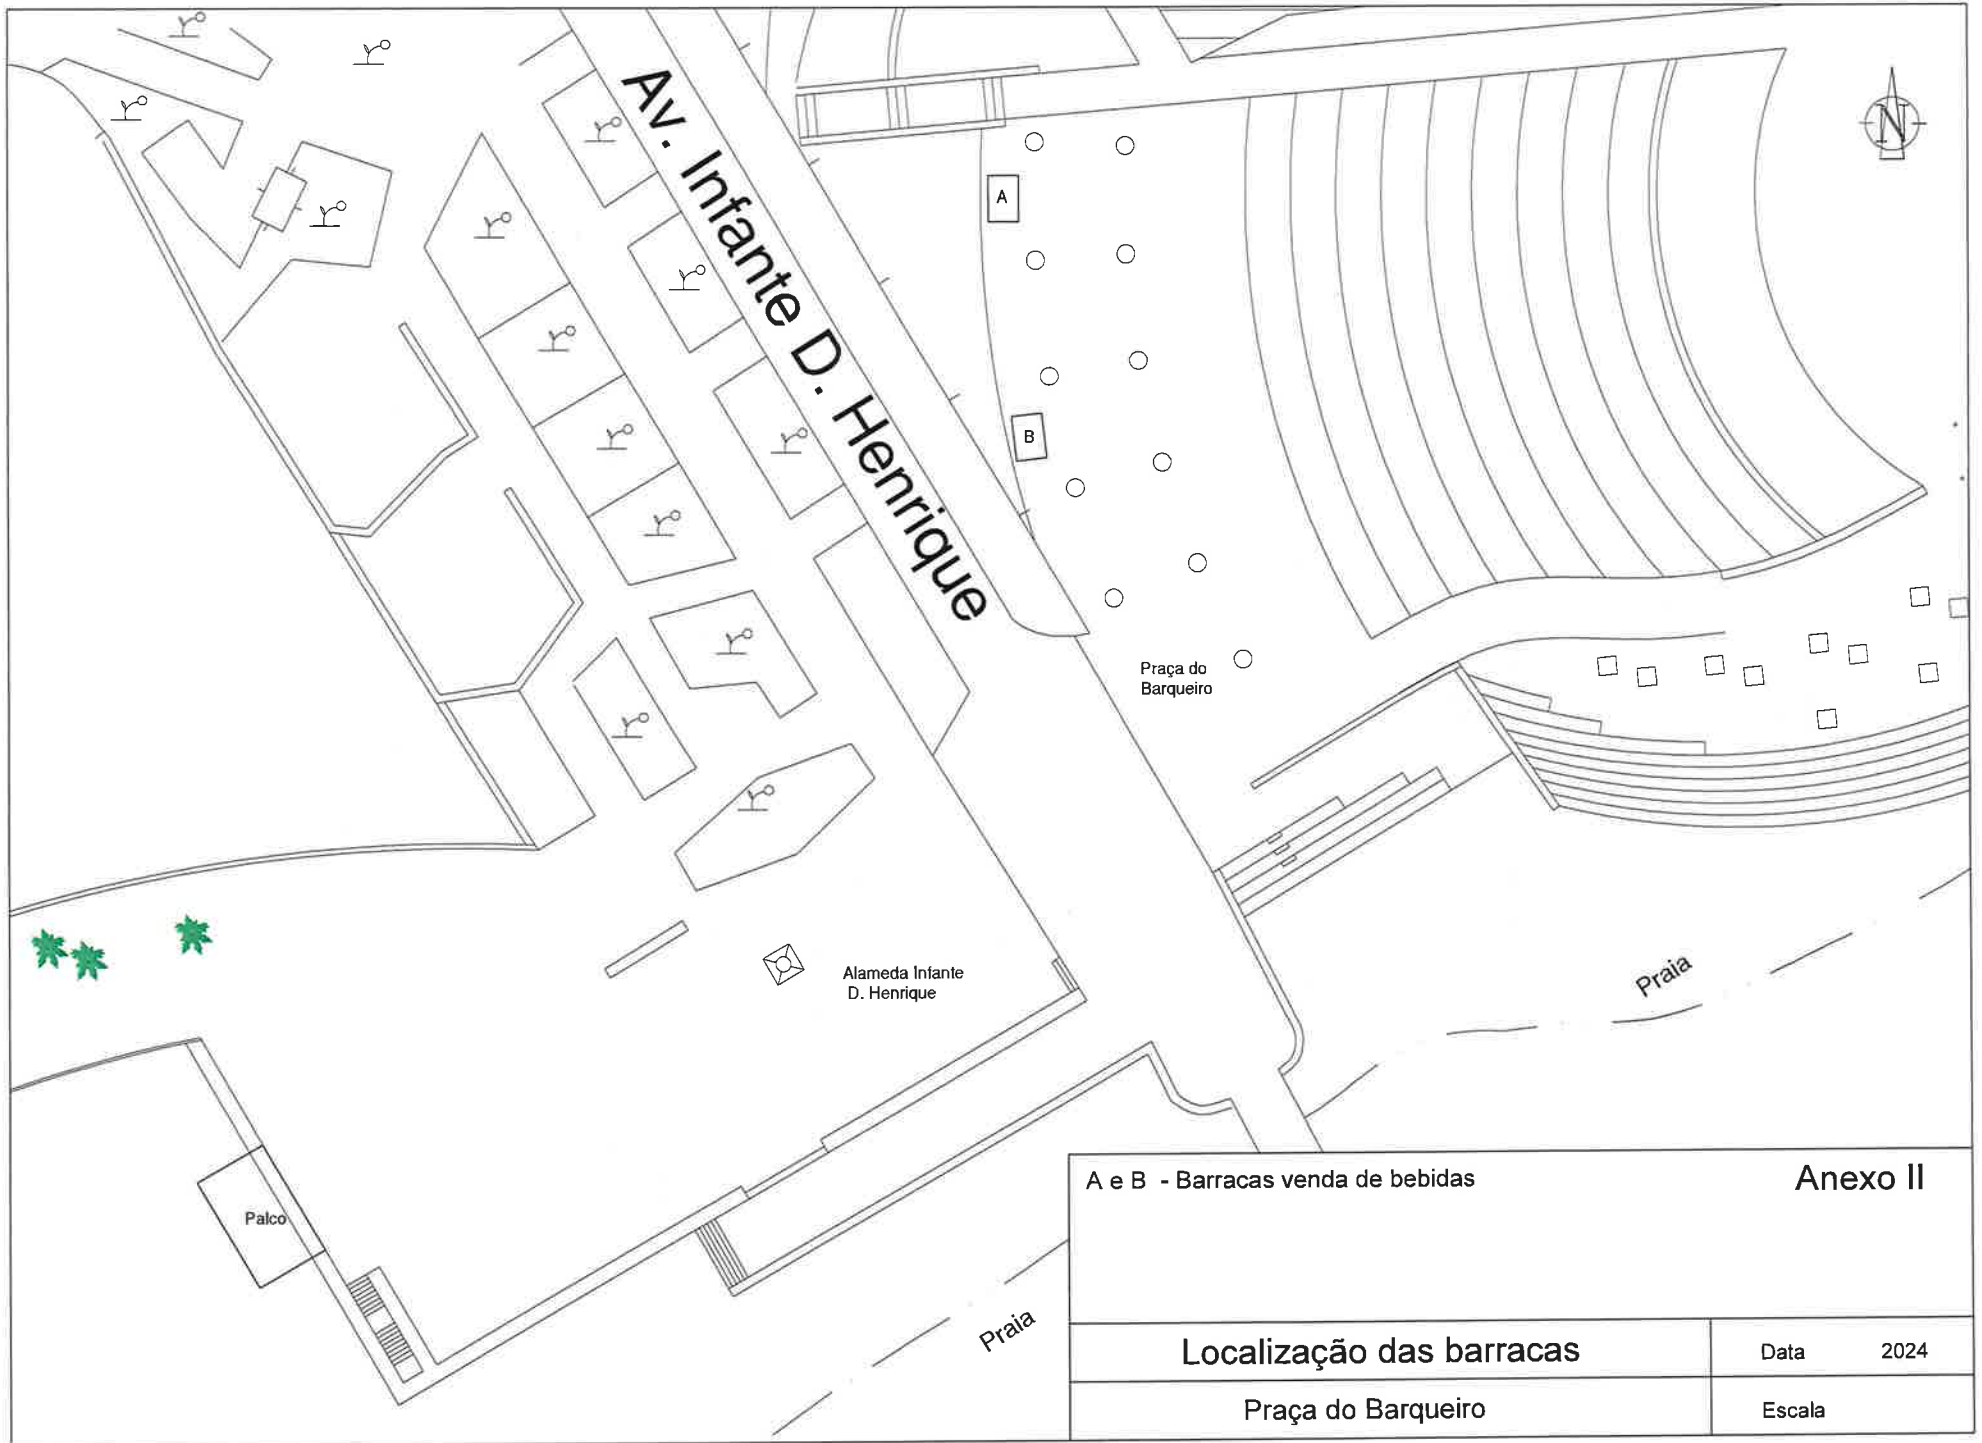 Av. Infante D. Henrique
N
A
B
Praça do
Barqueiro
Alameda Infante
D. Henrique
Praia
Palco
Praia
A e B - Barracas venda de bebidas
Anexo II
Localização das barracas
Data 2024
Praça do Barqueiro
Escala